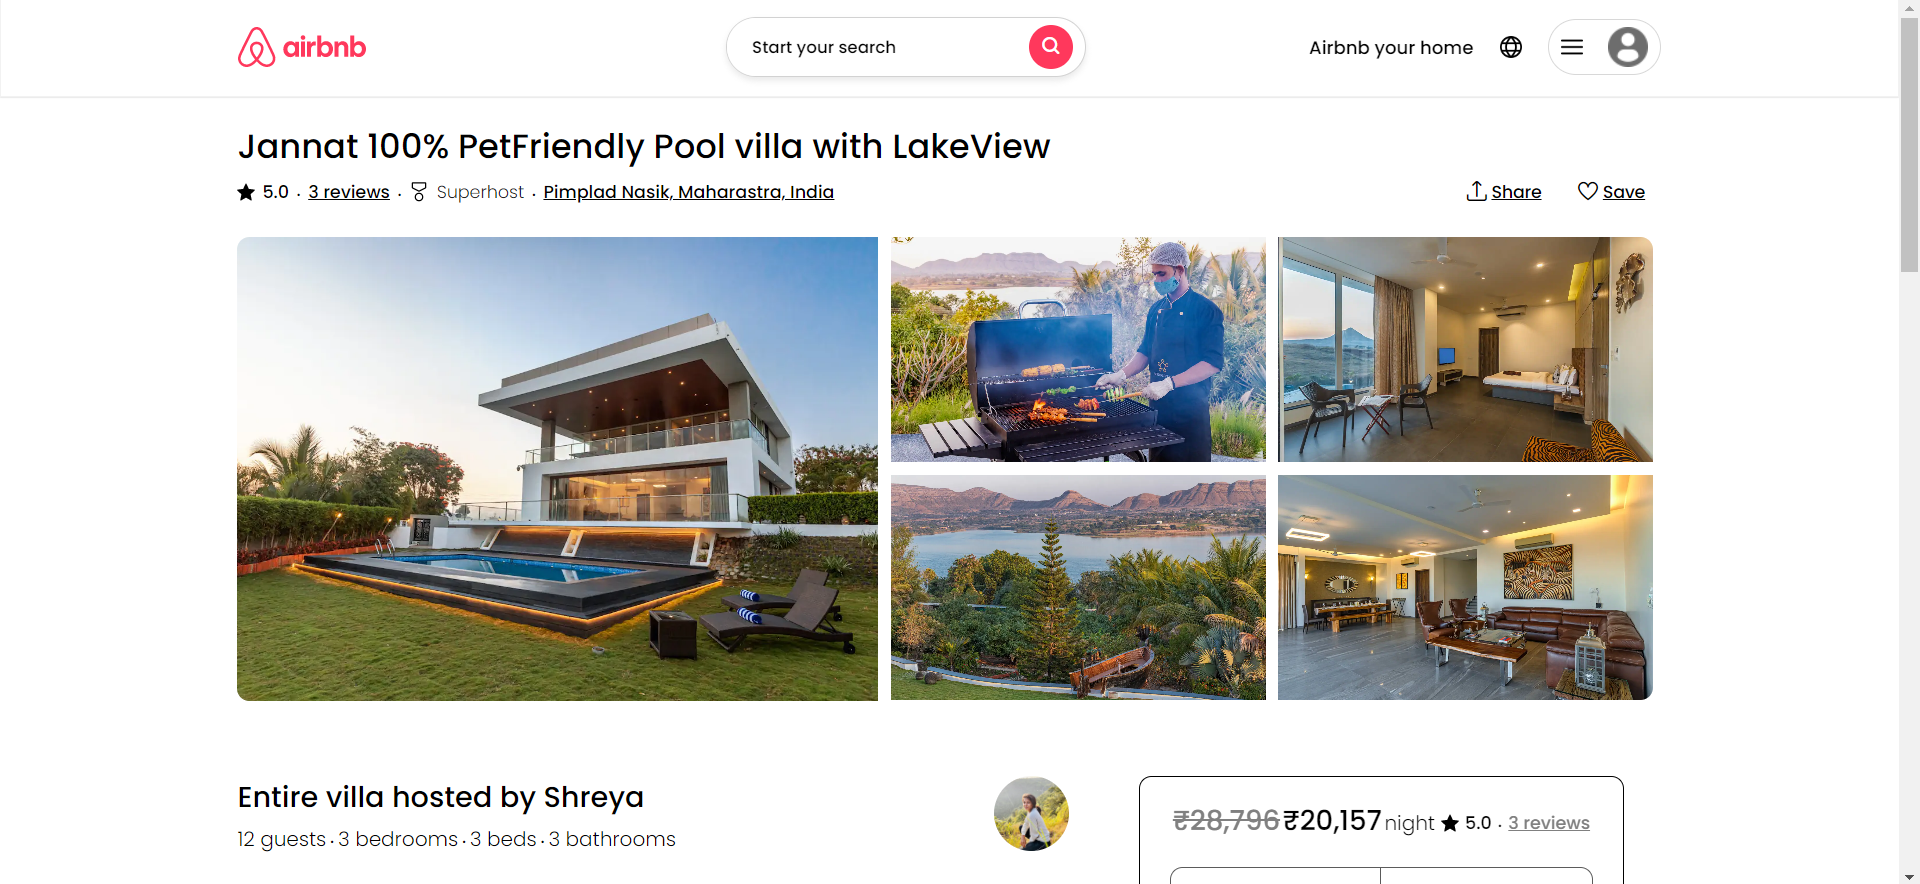 airbnb
Start your search
Airbnb your home
Jannat 100% PetFriendly Pool villa with LakeView
5.0 · 3 reviews · Superhost · Pimplad Nasik, Maharastra, India
Share
Save
Entire villa hosted by Shreya
12 guests · 3 bedrooms · 3 beds · 3 bathrooms
₹28,796 ₹20,157 night 5.0 · 3 reviews